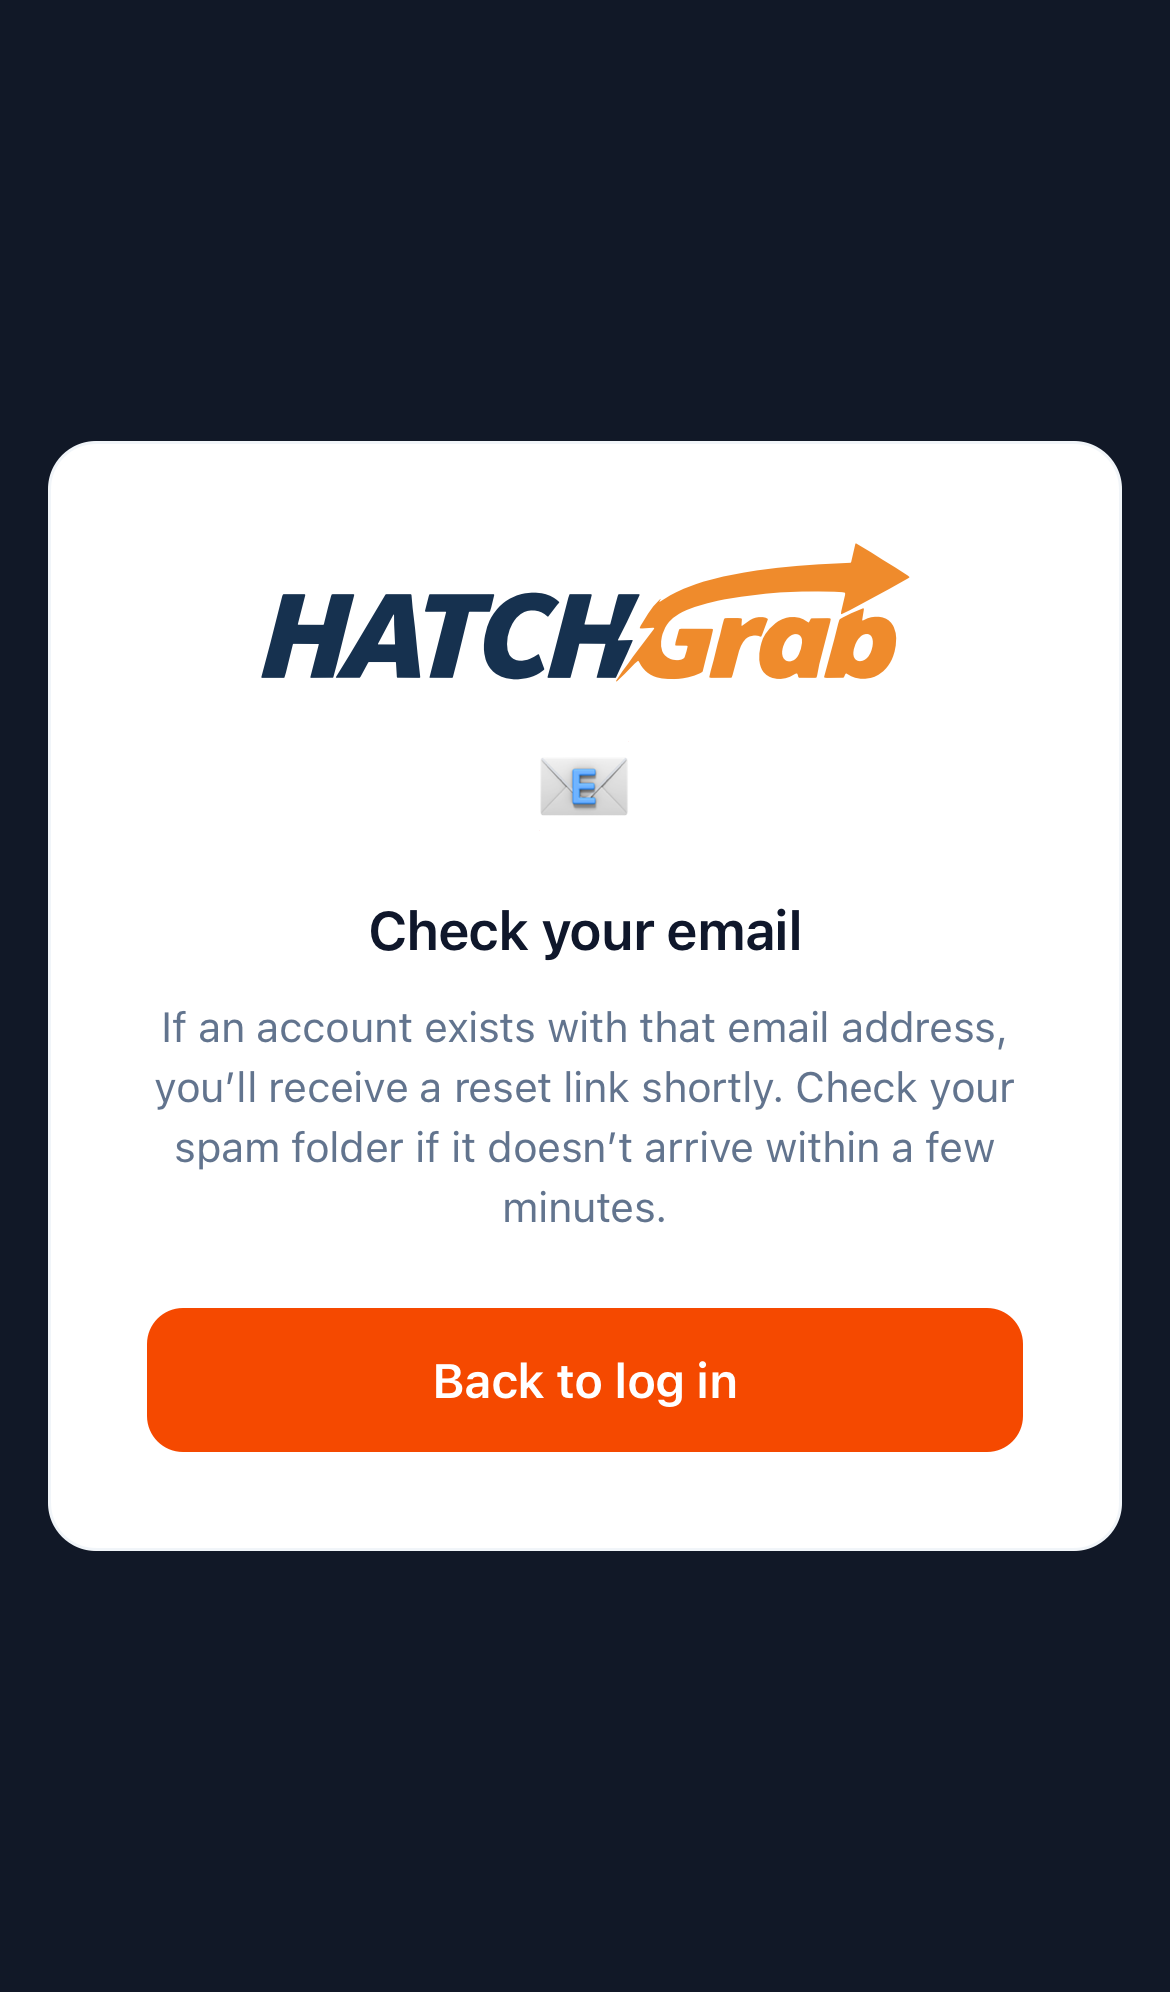 HATCHGrab
E
Check your email
If an account exists with that email address,
you’ll receive a reset link shortly. Check your
spam folder if it doesn’t arrive within a few
minutes.
Back to log in